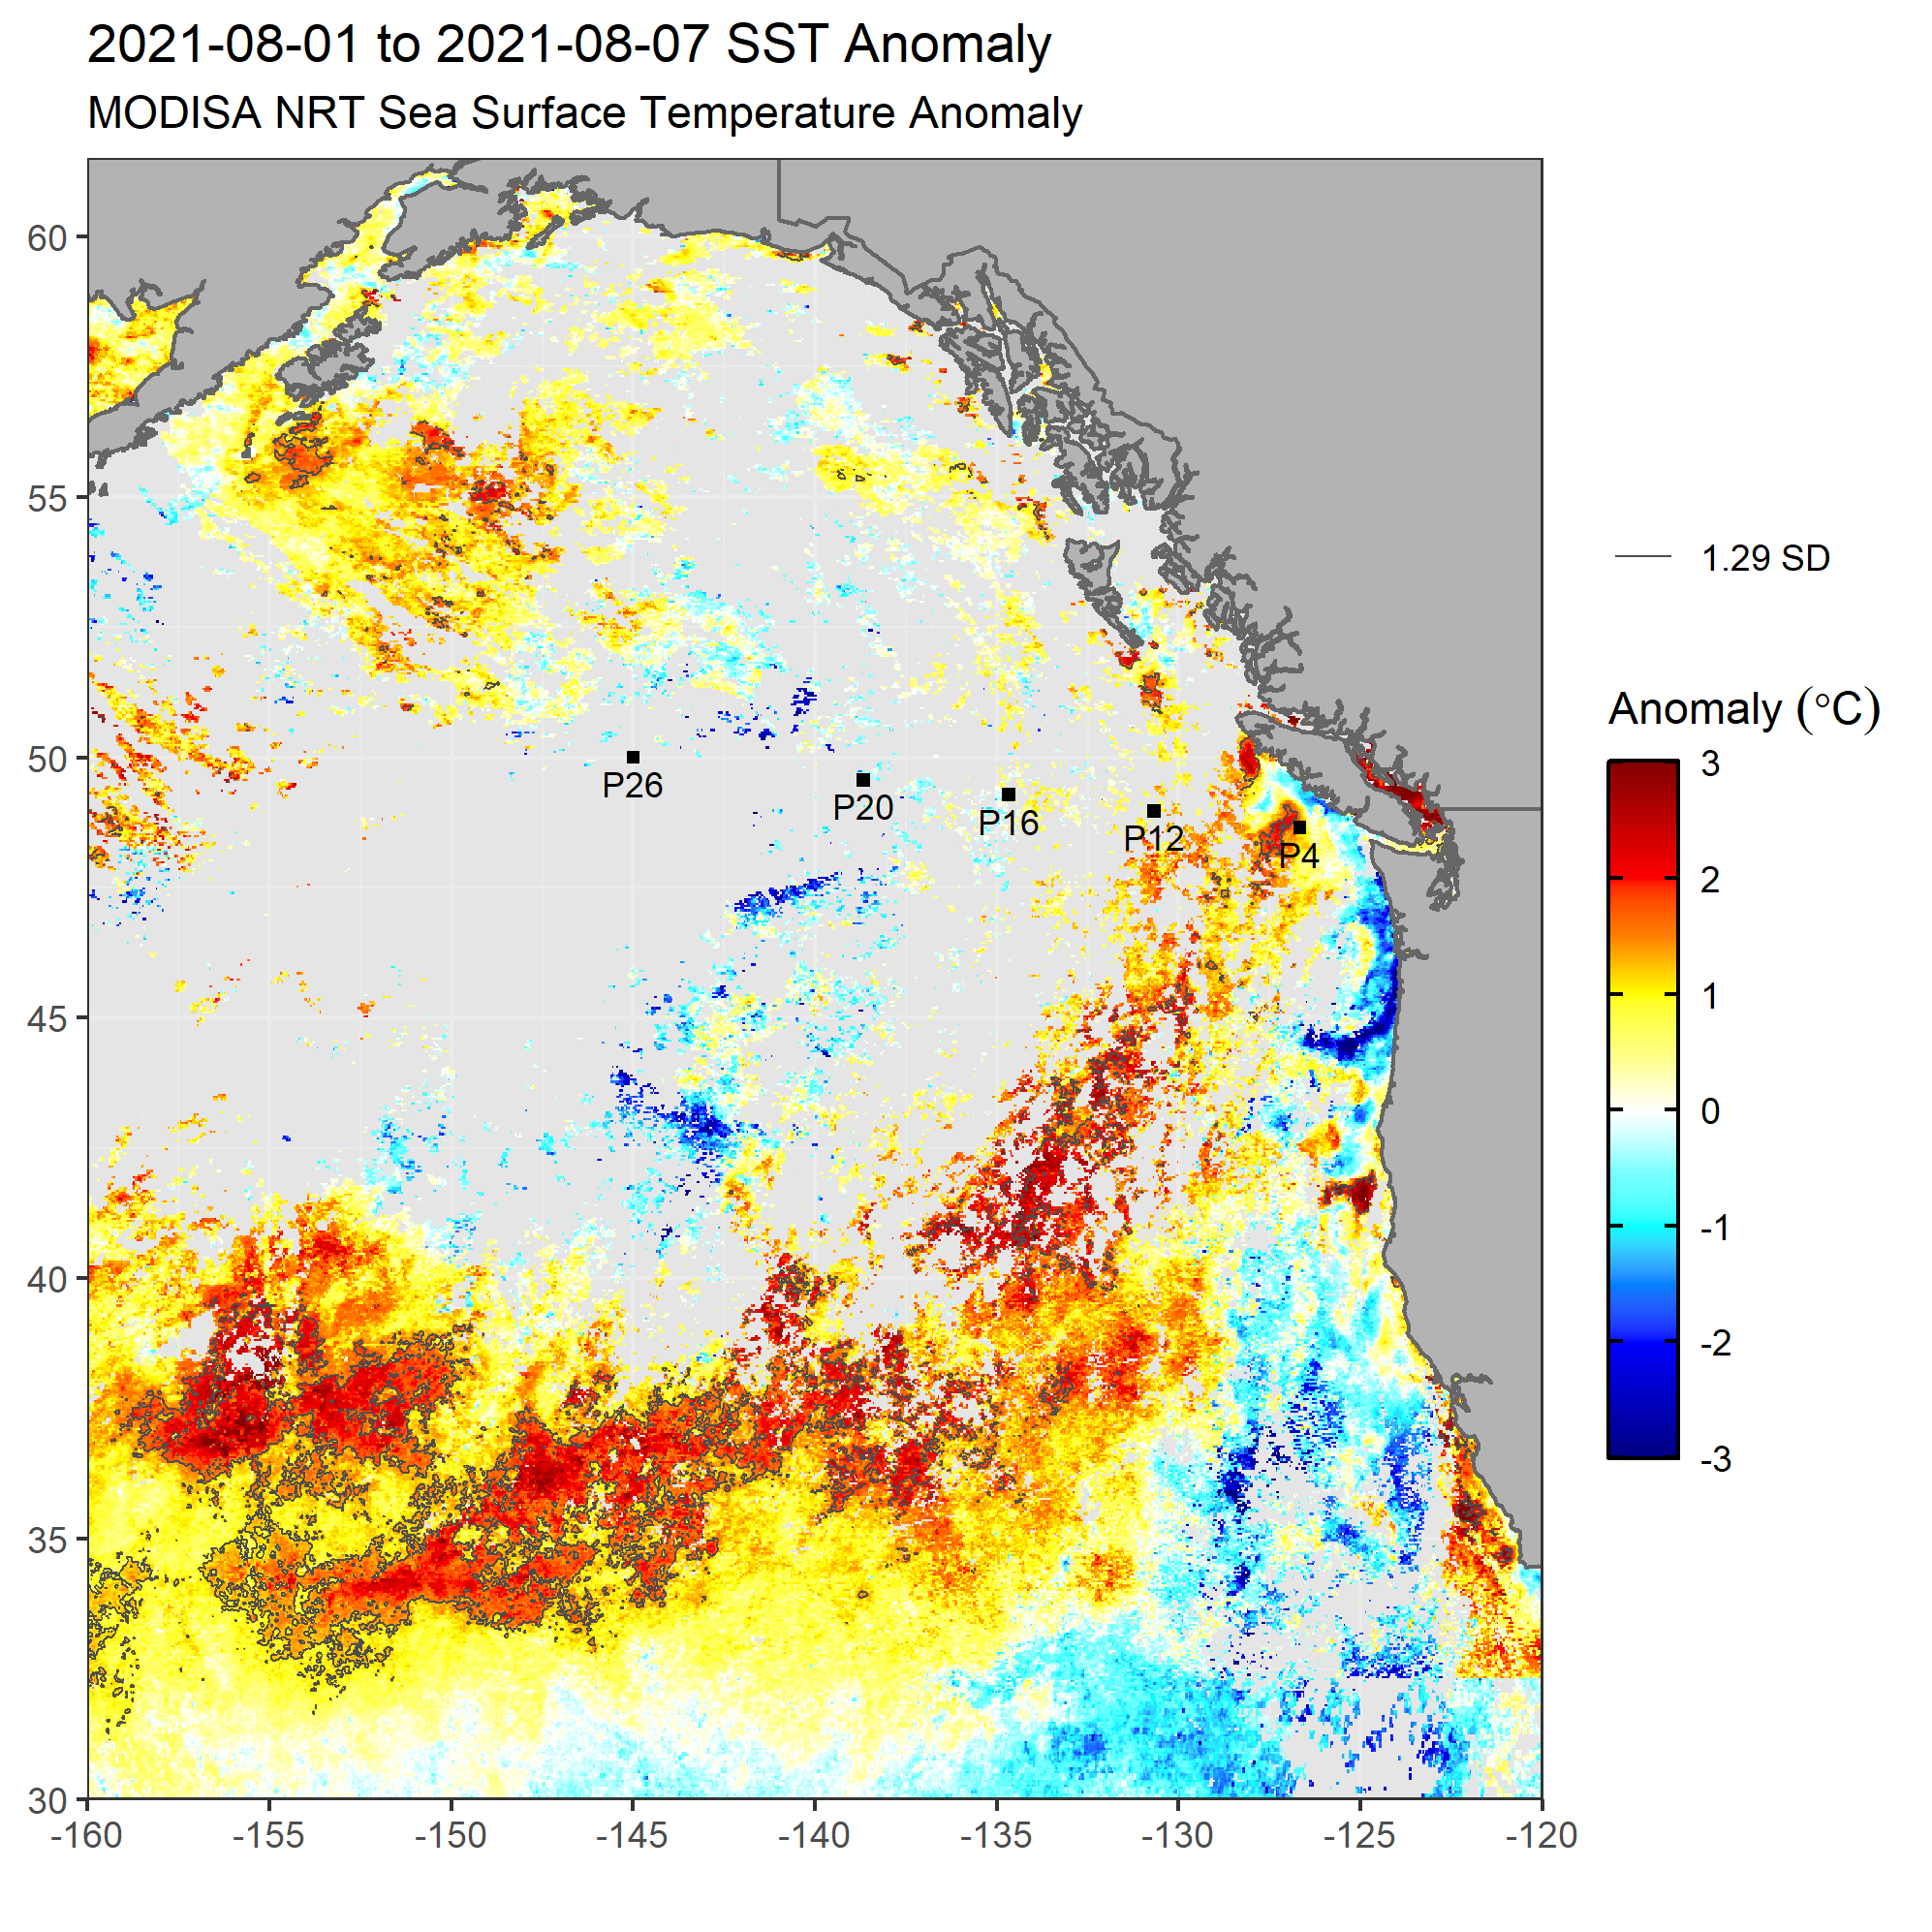 2021-08-01 to 2021-08-07 SST Anomaly
MODISA NRT Sea Surface Temperature Anomaly
60
55
50
45
40
35
30
-160
-155
-150
-145
-140
-135
-130
-125
-120
P26
P20
P16
P12
P4
1.29 SD
Anomaly (°C)
3
2
1
0
-1
-2
-3